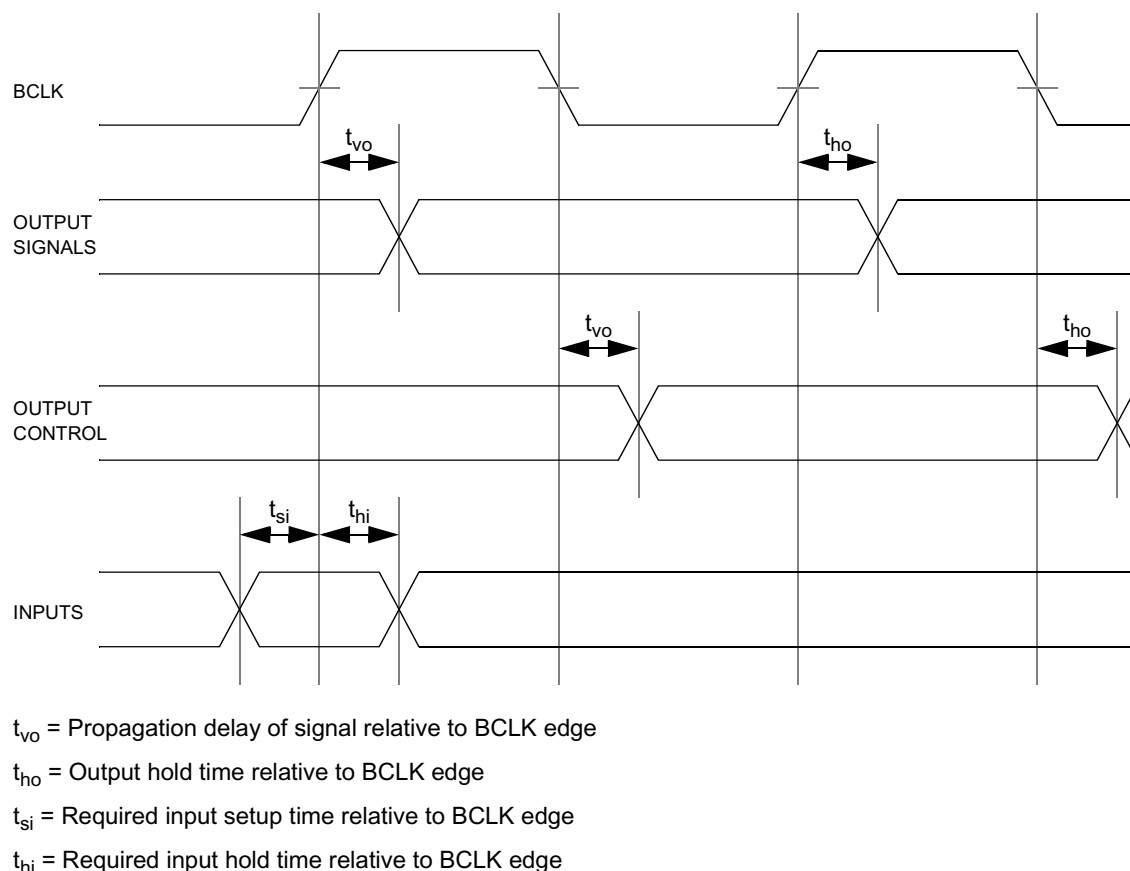 BCLK
t_vo
t_ho
OUTPUT
SIGNALS
t_vo
t_ho
OUTPUT
CONTROL
t_si
t_hi
INPUTS
t_vo = Propagation delay of signal relative to BCLK edge
t_ho = Output hold time relative to BCLK edge
t_si = Required input setup time relative to BCLK edge
t_hi = Required input hold time relative to BCLK edge